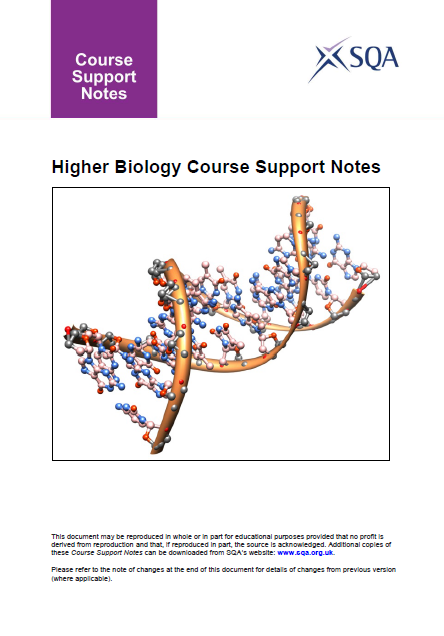 Course
Support
Notes
SQA
Higher Biology Course Support Notes
This document may be reproduced in whole or in part for educational purposes provided that no profit is
derived from reproduction and that, if reproduced in part, the source is acknowledged. Additional copies of
these Course Support Notes can be downloaded from SQA's website: www.sqa.org.uk.
Please refer to the note of changes at the end of this document for details of changes from previous version
(where applicable).